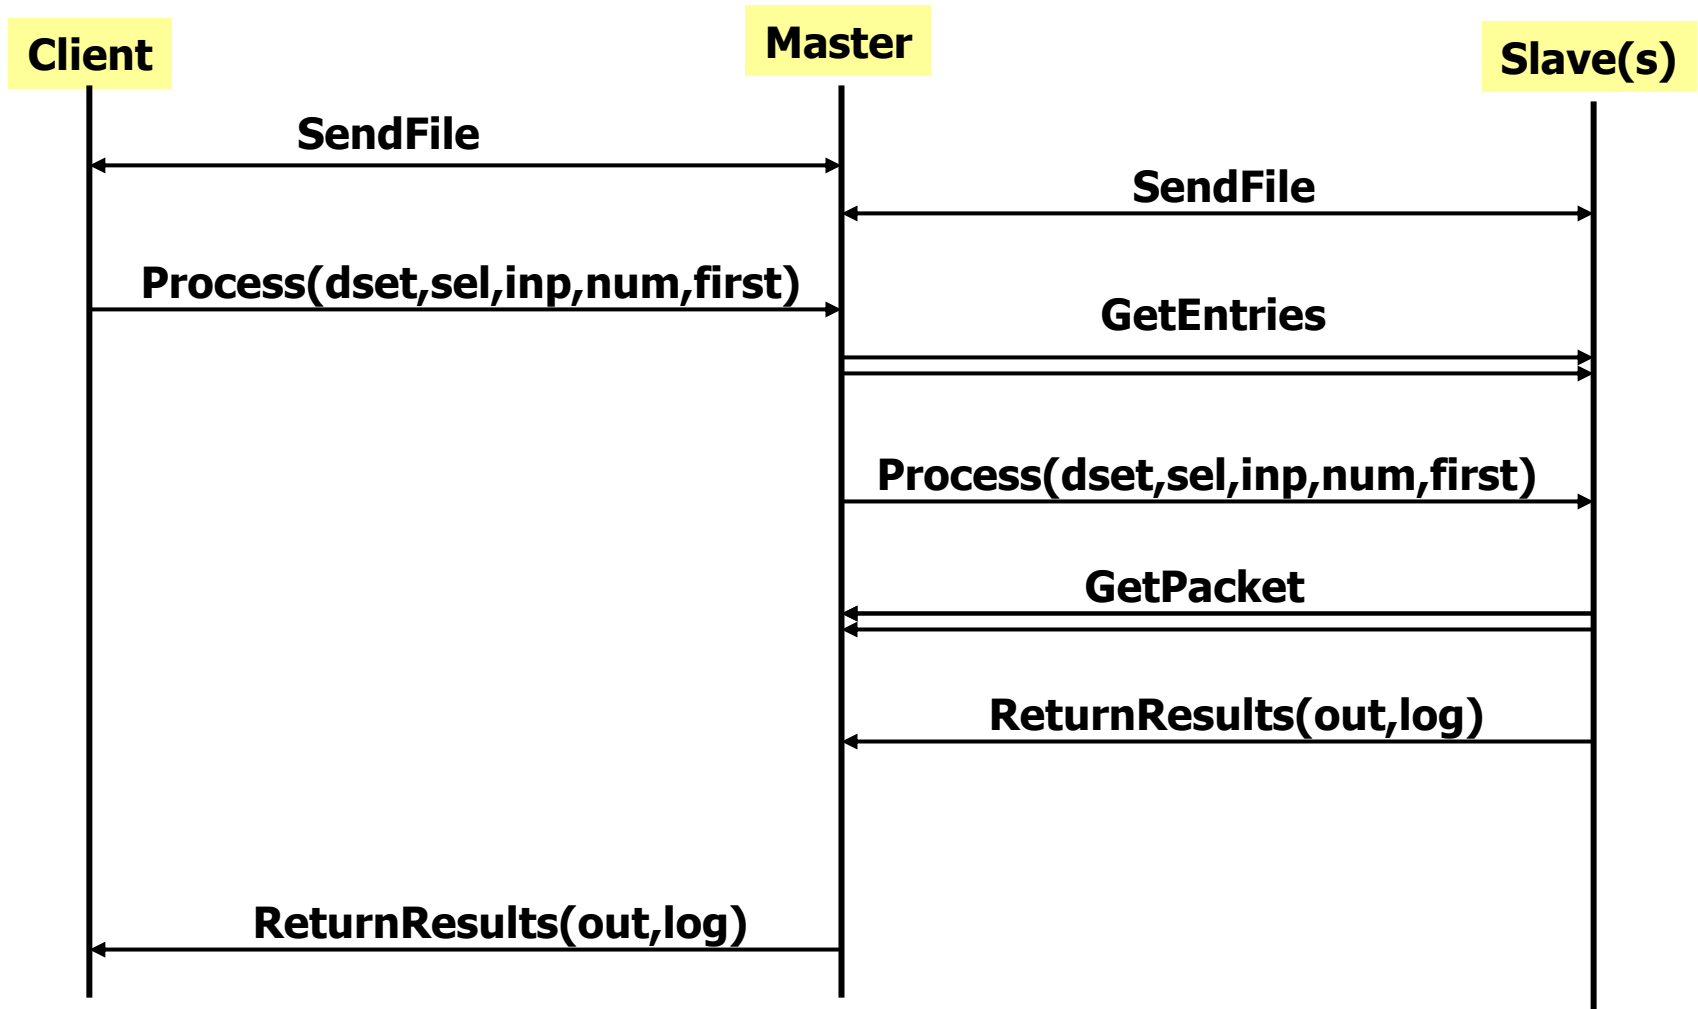 Client
Master
Slave(s)
SendFile
SendFile
Process(dset,sel,inp,num,first)
GetEntries
Process(dset,sel,inp,num,first)
GetPacket
ReturnResults(out,log)
ReturnResults(out,log)